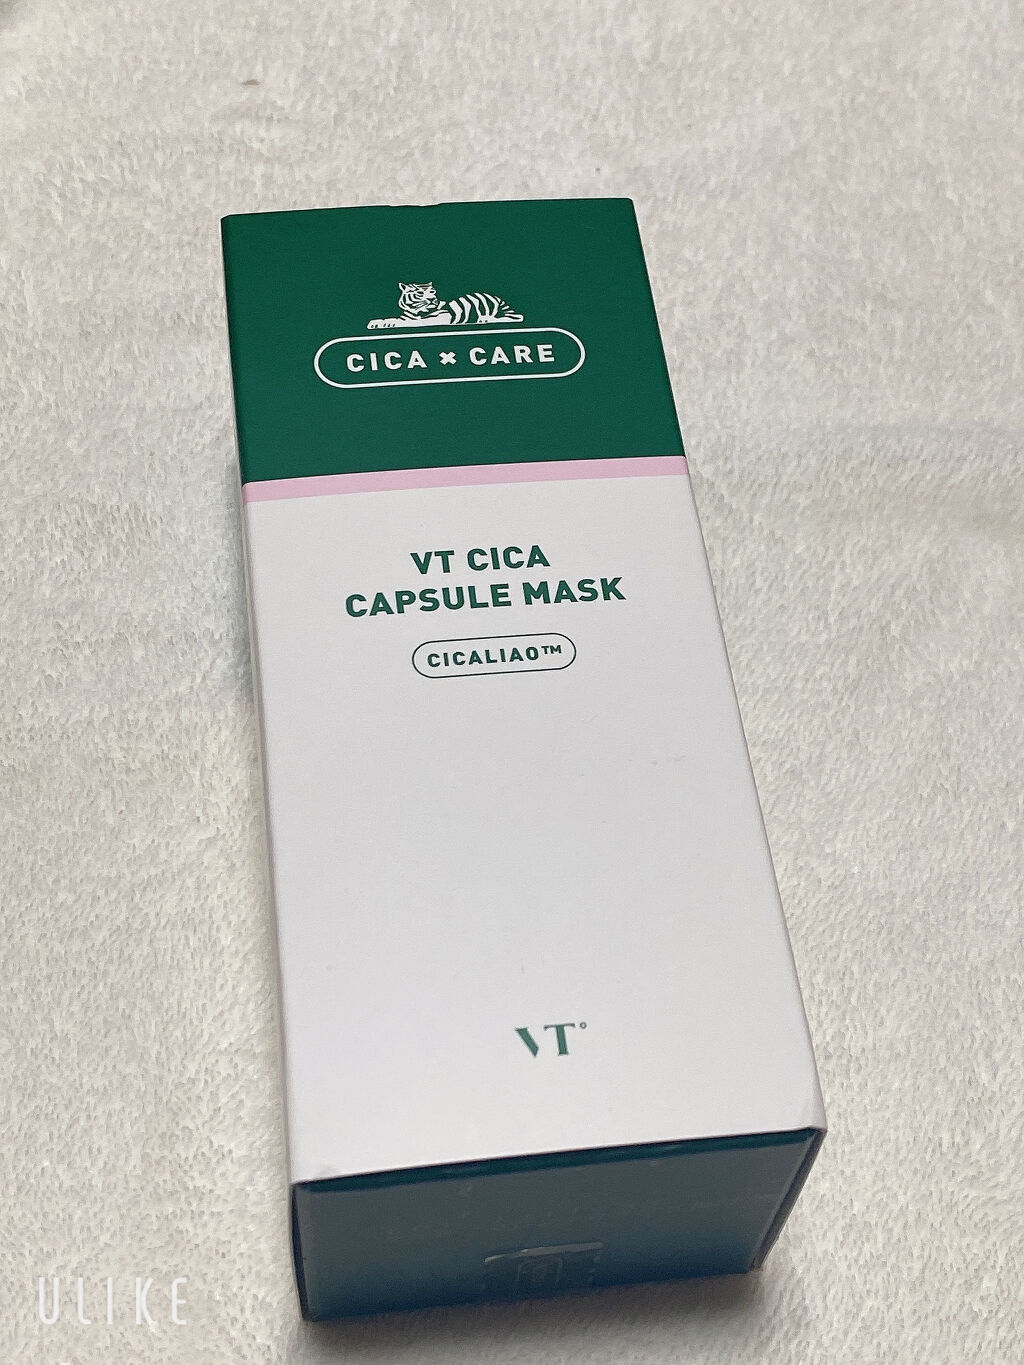 CICA × CARE
VT CICA
CAPSULE MASK
CICALIAO™
VT°
ULIKE